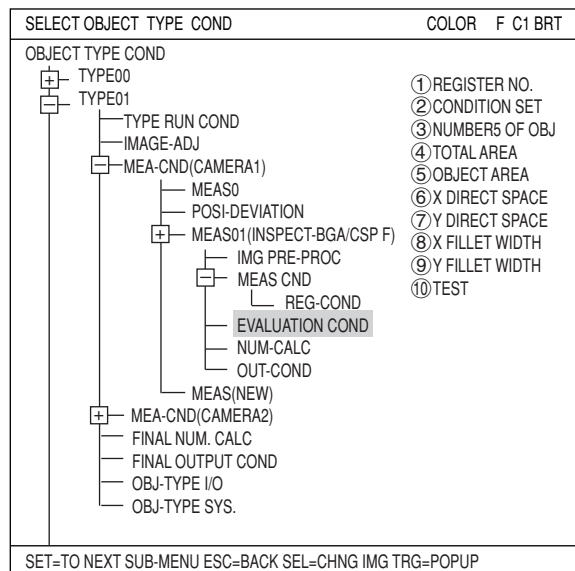 SELECT OBJECT TYPE COND COLOR F C1 BRT
OBJECT TYPE COND
TYPE00
TYPE01
TYPE RUN COND
IMAGE-ADJ
MEA-CND(CAMERA1)
MEAS0
POSI-DEVIATION
MEAS01(INSPECT-BGA/CSP F)
IMG PRE-PROC
MEAS CND
REG-COND
EVALUATION COND
NUM-CALC
OUT-COND
MEAS(NEW)
MEA-CND(CAMERA2)
FINAL NUM. CALC
FINAL OUTPUT COND
OBJ-TYPE I/O
OBJ-TYPE SYS.
①REGISTER NO.
②CONDITION SET
③NUMBER5 OF OBJ
④TOTAL AREA
⑤OBJECT AREA
⑥X DIRECT SPACE
⑦Y DIRECT SPACE
⑧X FILLET WIDTH
⑨Y FILLET WIDTH
⑩TEST
SET=TO NEXT SUB-MENU ESC=BACK SEL=CHNG IMG TRG=POPUP